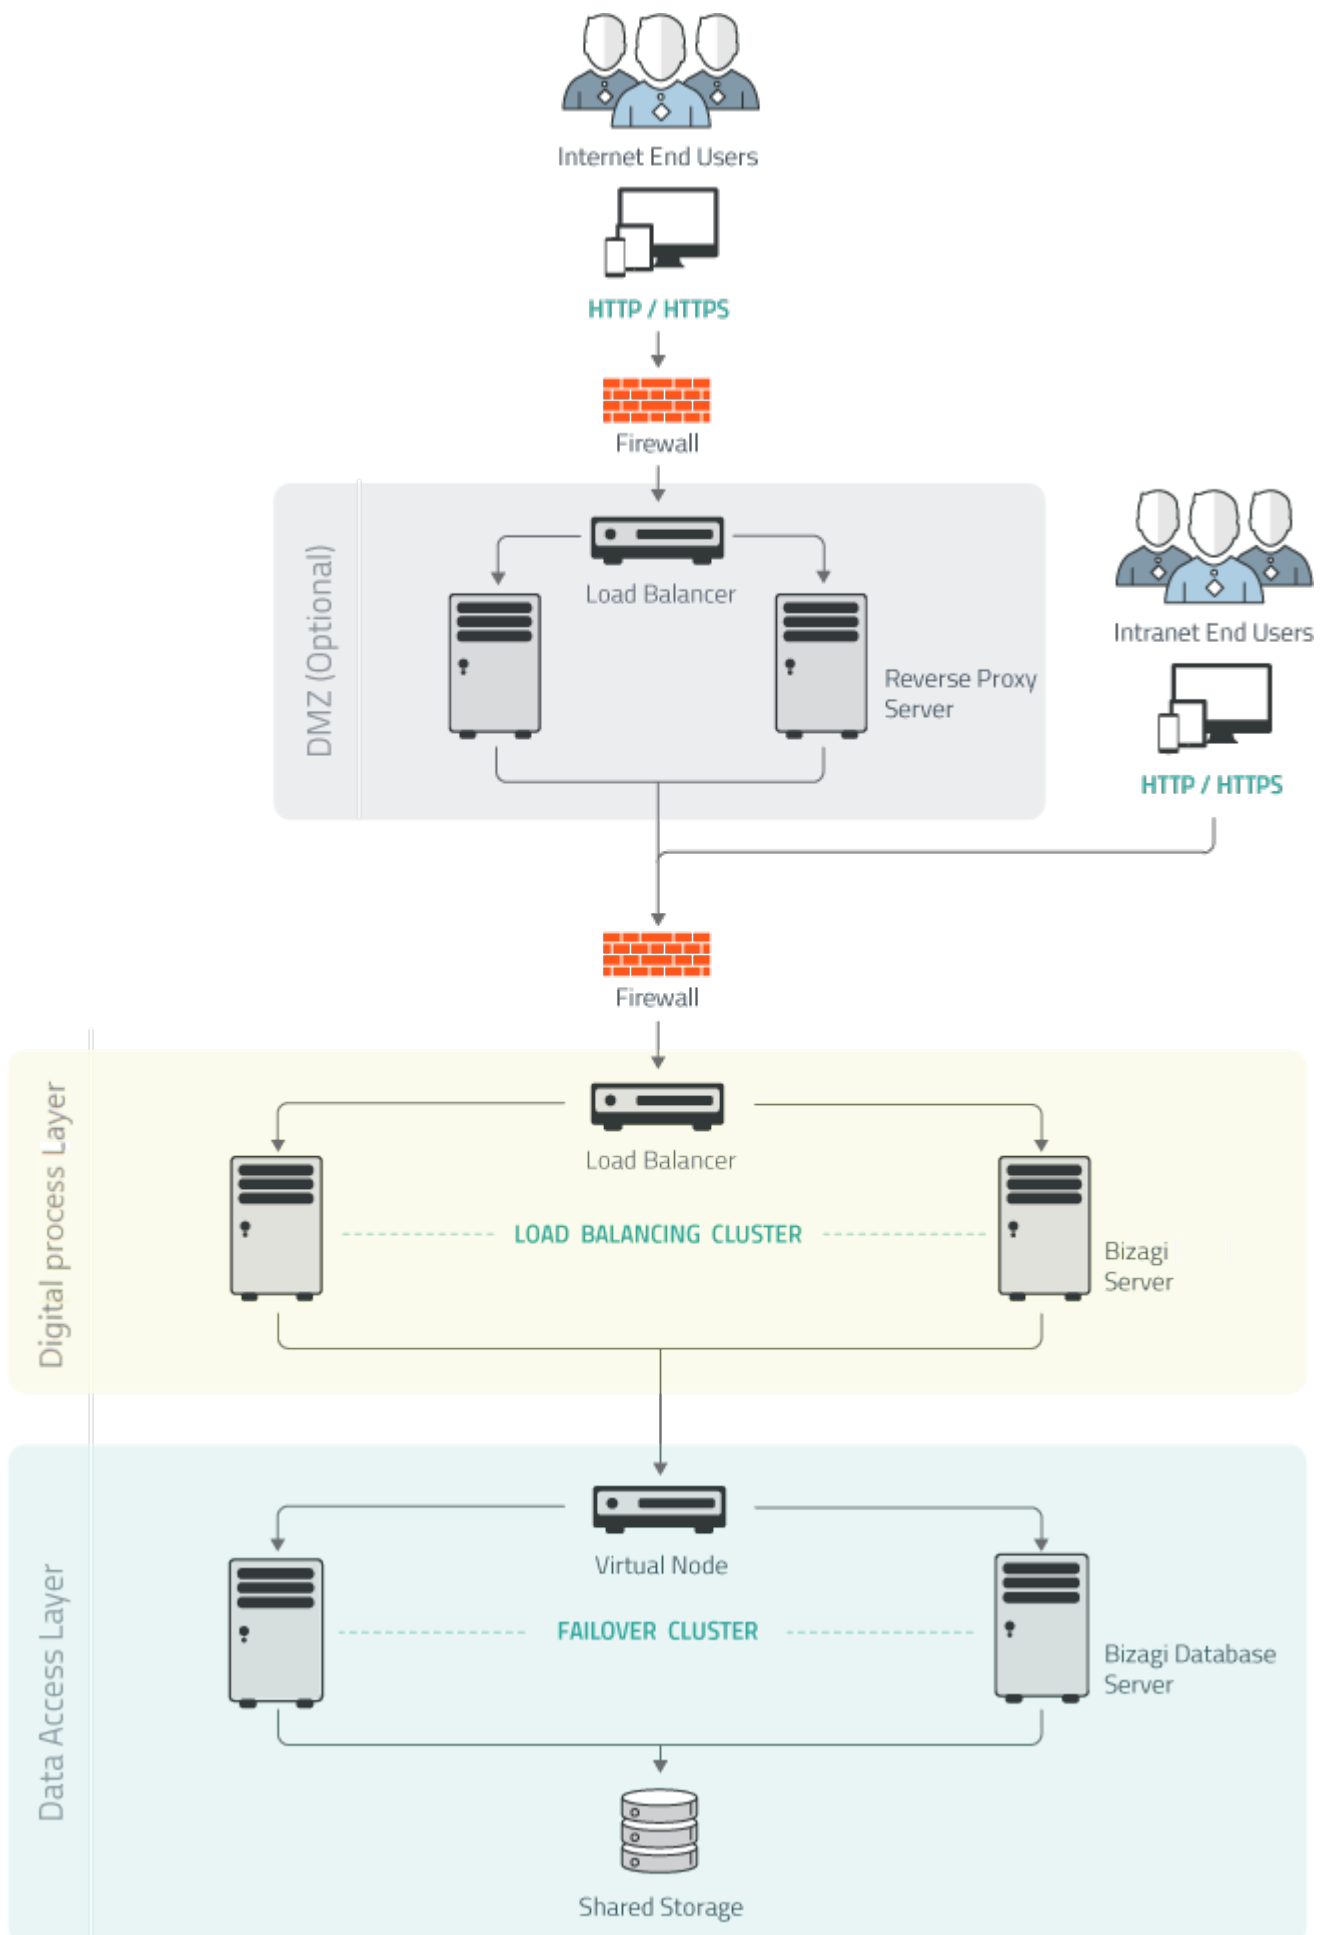 Internet End Users
HTTP / HTTPS
Firewall
DMZ (Optional)
Load Balancer
Reverse Proxy
Server
Intranet End Users
HTTP / HTTPS
Firewall
Digital process Layer
Load Balancer
LOAD BALANCING CLUSTER
Bizagi
Server
Data Access Layer
Virtual Node
FAILOVER CLUSTER
Bizagi Database
Server
Shared Storage